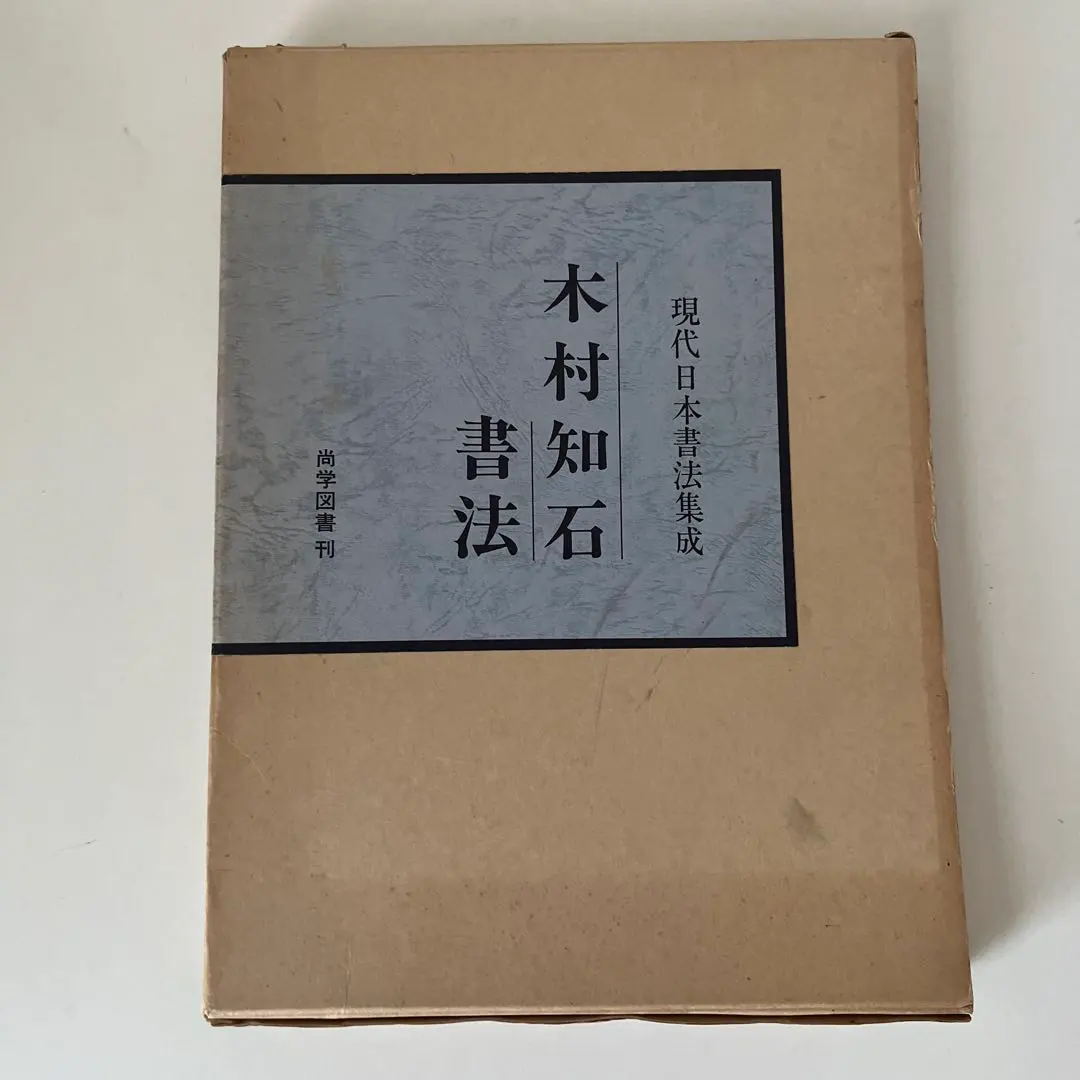 現代日本書法集成
木村知石
書法
尚学図書 刊